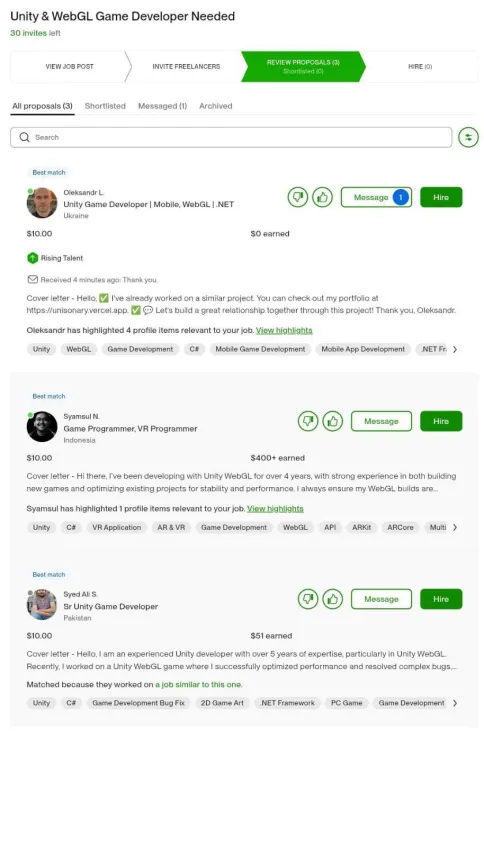 Unity & WebGL Game Developer Needed
30 invites left
VIEW JOB POST
INVITE FREELANCERS
REVIEW PROPOSALS (3)
Shortlisted (0)
HIRE (0)
All proposals (3) Shortlisted Messaged (1) Archived
Search
Best match
Oleksandr L.
Unity Game Developer | Mobile, WebGL | .NET
Ukraine
Message 1
Hire
$10.00 $0 earned
Rising Talent
Received 4 minutes ago: Thank you.
Cover letter - Hello, ✅ I've already worked on a similar project. You can check out my portfolio at
https://unisonary.vercel.app. ✅ 💬 Let's build a great relationship together through this project! Thank you, Oleksandr.
Oleksandr has highlighted 4 profile items relevant to your job. View highlights
Unity WebGL Game Development C# Mobile Game Development Mobile App Development .NET Fr
Best match
Syamsul N.
Game Programmer, VR Programmer
Indonesia
Message
Hire
$10.00 $400+ earned
Cover letter - Hi there, I've been developing with Unity WebGL for over 4 years, with strong experience in both building
new games and optimizing existing projects for stability and performance. I always ensure my WebGL builds are...
Syamsul has highlighted 1 profile items relevant to your job. View highlights
Unity C# VR Application AR & VR Game Development WebGL API ARKit ARCore Multi
Best match
Syed Ali S.
Sr Unity Game Developer
Pakistan
Message
Hire
$10.00 $51 earned
Cover letter - Hello, I am an experienced Unity developer with over 5 years of expertise, particularly in Unity WebGL.
Recently, I worked on a Unity WebGL game where I successfully optimized performance and resolved complex bugs,...
Matched because they worked on a job similar to this one.
Unity C# Game Development Bug Fix 2D Game Art .NET Framework PC Game Game Development